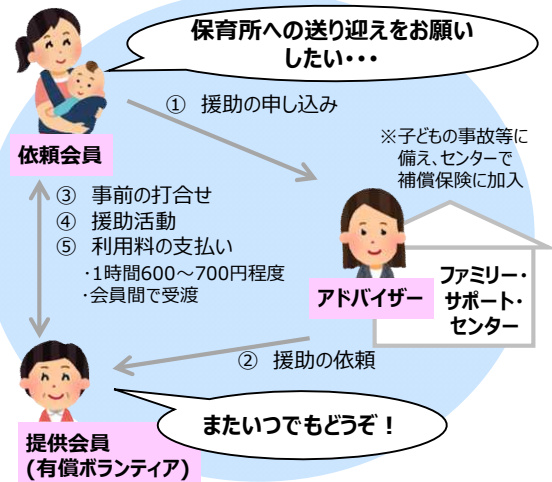 保育所への送り迎えをお願い
したい・・・
① 援助の申し込み
依頼会員
※子どもの事故等に
備え、センターで
補償保険に加入
③ 事前の打合せ
④ 援助活動
⑤ 利用料の支払い
・1時間600～700円程度
・会員間で受渡
アドバイザー
ファミリー・
サポート・
センター
② 援助の依頼
またいつでもどうぞ！
提供会員
(有償ボランティア)